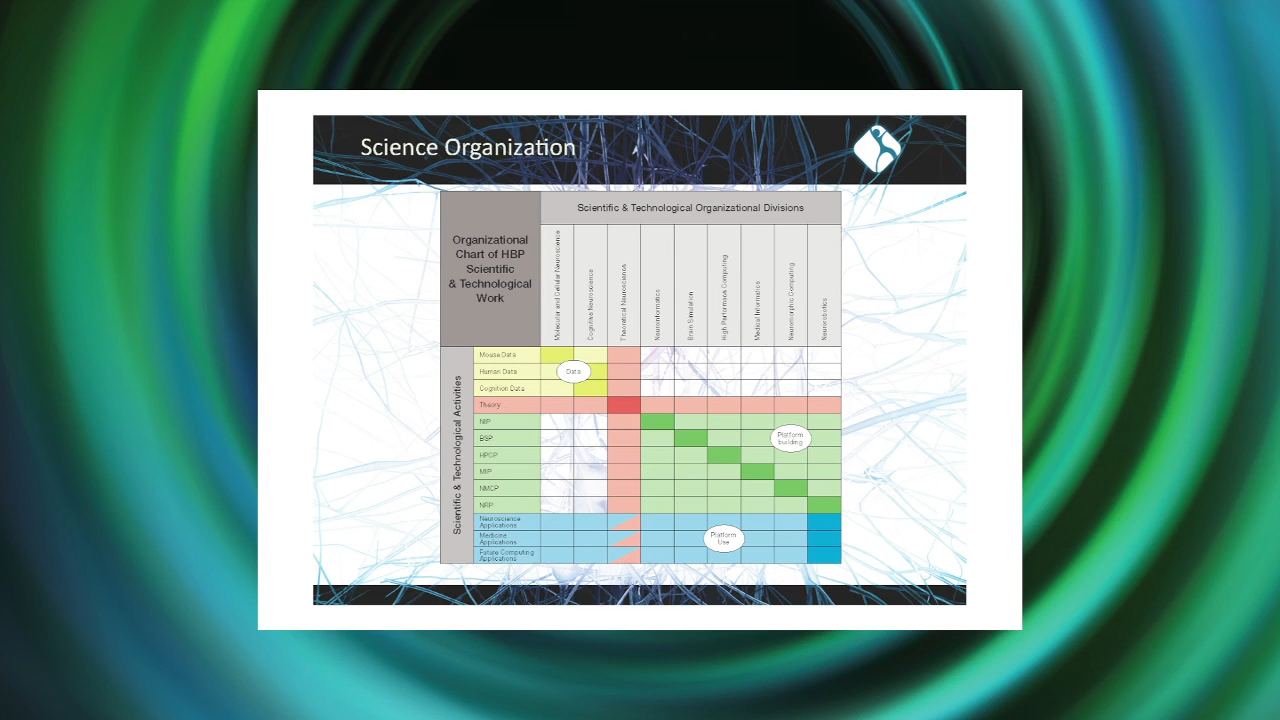 Science Organization
Scientific & Technological Organizational Divisions
Organizational
Chart of HBP
Scientific
& Technological
Work
Molecular and Cellular Neuroscience
Cognitive Neuroscience
Theoretical Neuroscience
Neuroinformatics
Brain Simulation
High Performace Computing
Medical Informatics
Neuromorphic Computing
Neurorobotics
Scientific & Technological Activities
Mouse Data
Human Data
Data
Cognition Data
Theory
NIP
BSP
Platform
building
HPCP
MIP
NMCP
NRP
Neuroscience
Applications
Medicine
Applications
Platform
Use
Future Computing
Applications